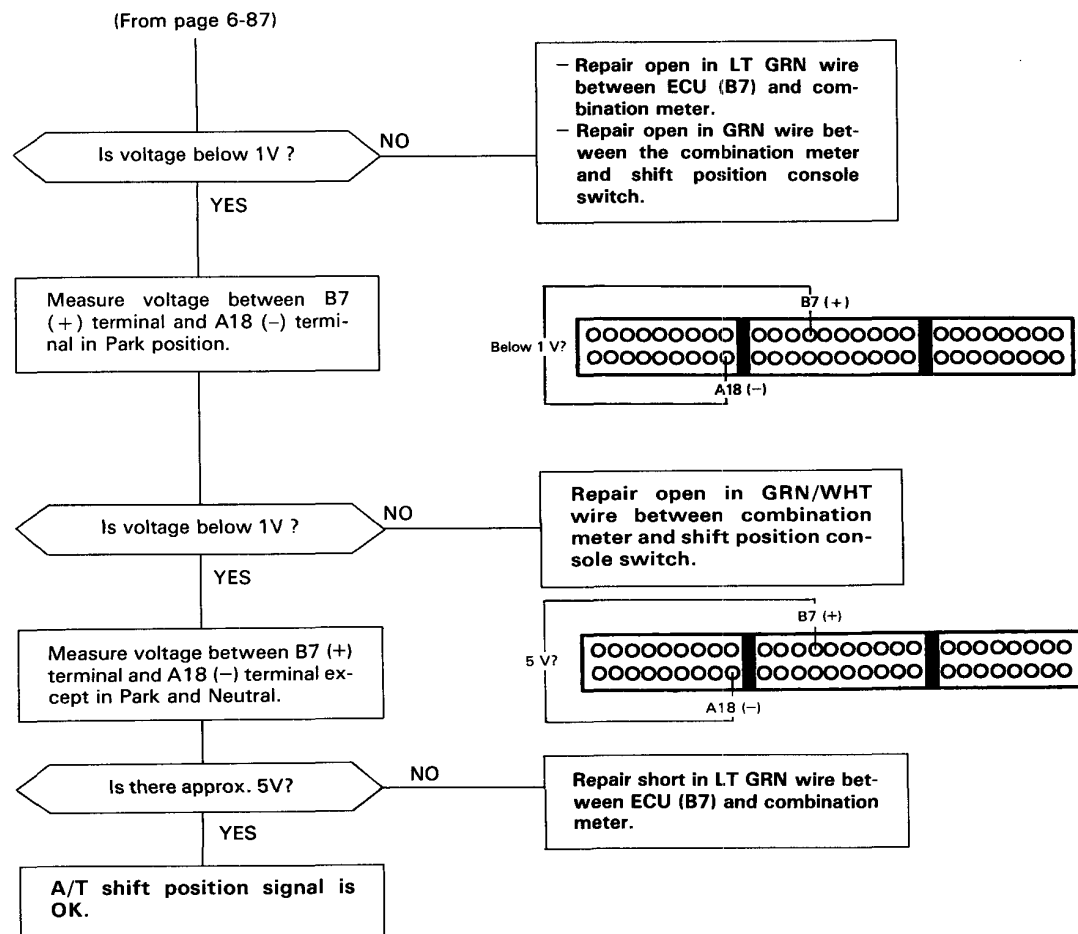 (From page 6-87)
Is voltage below 1V ?
NO
– Repair open in LT GRN wire
between ECU (B7) and com-
bination meter.
– Repair open in GRN wire bet-
ween the combination meter
and shift position console
switch.
YES
Measure voltage between B7
(+) terminal and A18 (–) termi-
nal in Park position.
B7 (+)
Below 1 V?
A18 (–)
Is voltage below 1V ?
NO
Repair open in GRN/WHT
wire between combination
meter and shift position con-
sole switch.
YES
Measure voltage between B7 (+)
terminal and A18 (–) terminal ex-
cept in Park and Neutral.
B7 (+)
5 V?
A18 (–)
Is there approx. 5V?
NO
Repair short in LT GRN wire bet-
ween ECU (B7) and combination
meter.
YES
A/T shift position signal is
OK.